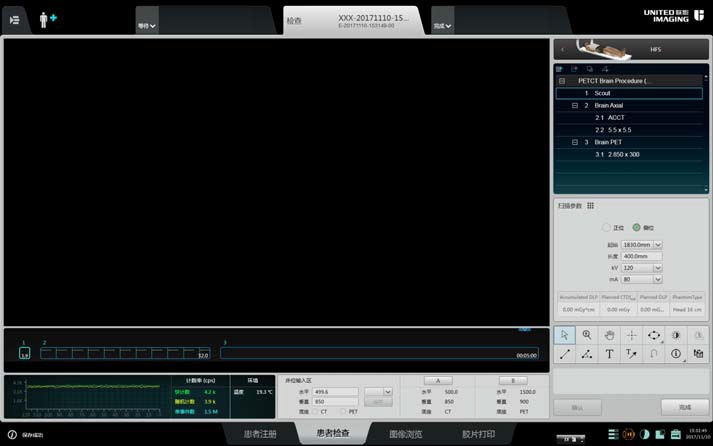 检查
XXX-20171110-15...
E-20171110-153149-00
等待
完成
UNITED 联影
IMAGING
HFS
PETCT Brain Procedure (...
1 Scout
2 Brain Axial
2.1 ACCT
2.2 5.5 x 5.5
3 Brain PET
3.1 2.850 x 300
扫描参数
正位 侧位
起始 1830.0mm
长度 400.0mm
kV 120
mA 80
Accumulated DLP Planned CTDIvol Planned DLP PhantomType
0.00 mGy*cm 0.00 mGy 0.00 mG... Head 16 cm
1 2 3
3.9 32.0 00:05:00
计数率 (cps) 环境
快计数 4.2 k 温度 19.3 ℃
随机计数 3.9 k
单事件数 1.5 M
床位输入区 A B
水平 499.6 水平 500.0 水平 1500.0
垂直 850 垂直 850 垂直 900
底座 CT PET 底座 CT 底座 PET
确认 完成
保存成功
患者注册 患者检查 图像浏览 胶片打印
15:32:45
2017/11/10